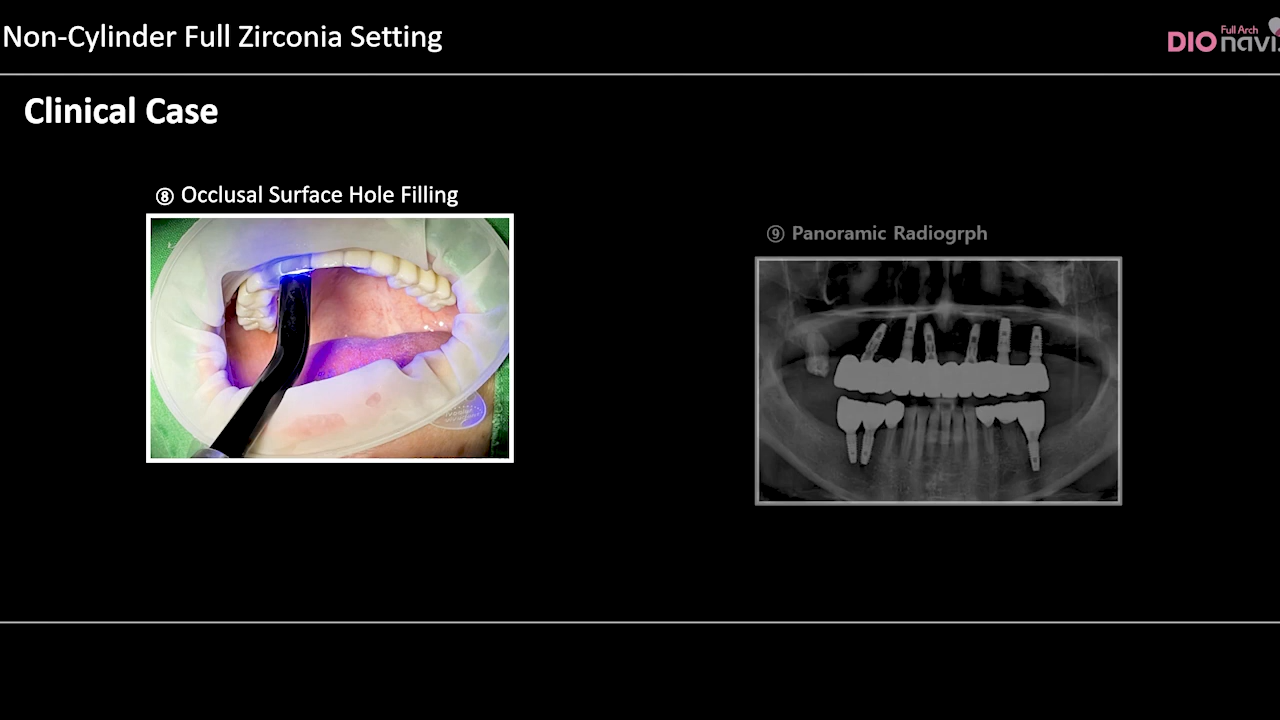 Non-Cylinder Full Zirconia Setting
Full Arch
DIO navi.
Clinical Case
⑧ Occlusal Surface Hole Filling
⑨ Panoramic Radiogrph